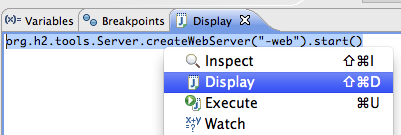 (x)= Variables Breakpoints Display
org.h2.tools.Server.createWebServer("-web").start()
Inspect ⇧⌘I
Display ⇧⌘D
Execute ⌘U
x+y Watch